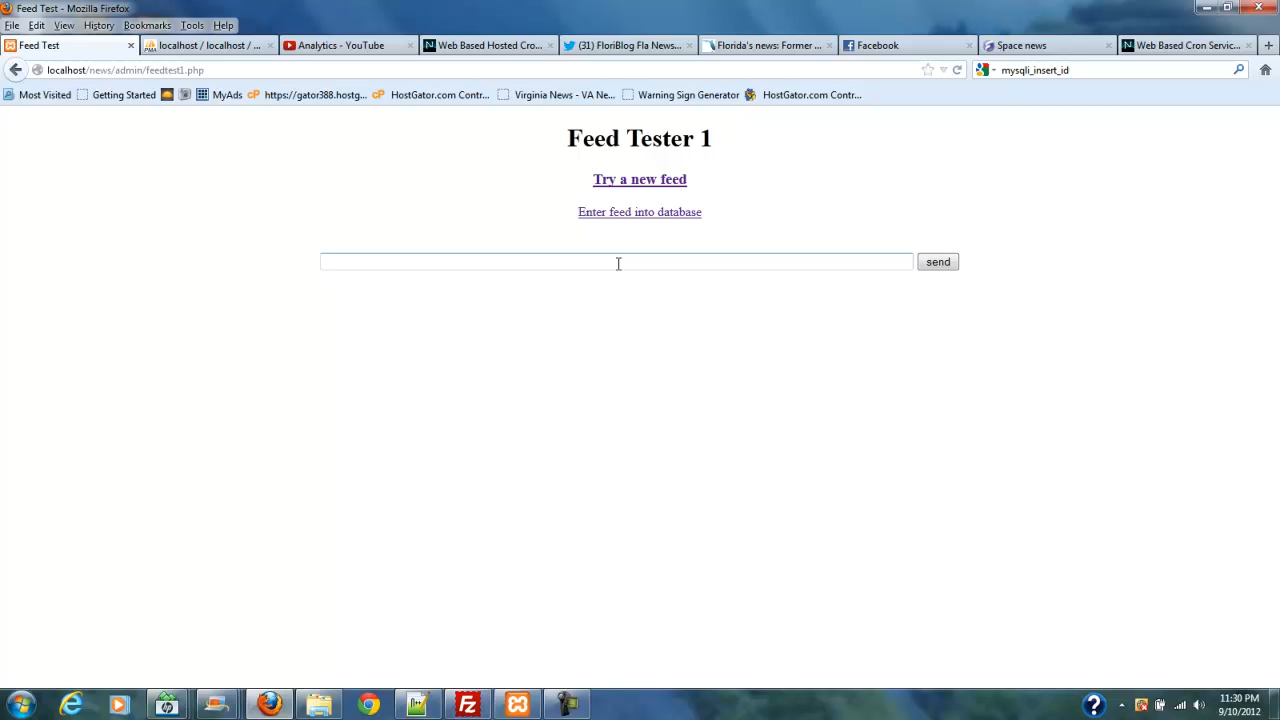 Feed Test - Mozilla Firefox
File Edit View History Bookmarks Tools Help
Feed Test localhost / localhost / ... Analytics - YouTube Web Based Hosted Cro... (31) FloriBlog Fla News... Florida's news: Former ... Facebook Space news Web Based Cron Servic...
localhost/news/admin/feedtest1.php mysqli_insert_id
Most Visited Getting Started MyAds https://gator388.hostg... HostGator.com Contr... Virginia News - VA Ne... Warning Sign Generator HostGator.com Contr...
Feed Tester 1
Try a new feed
Enter feed into database
send
11:30 PM
9/10/2012